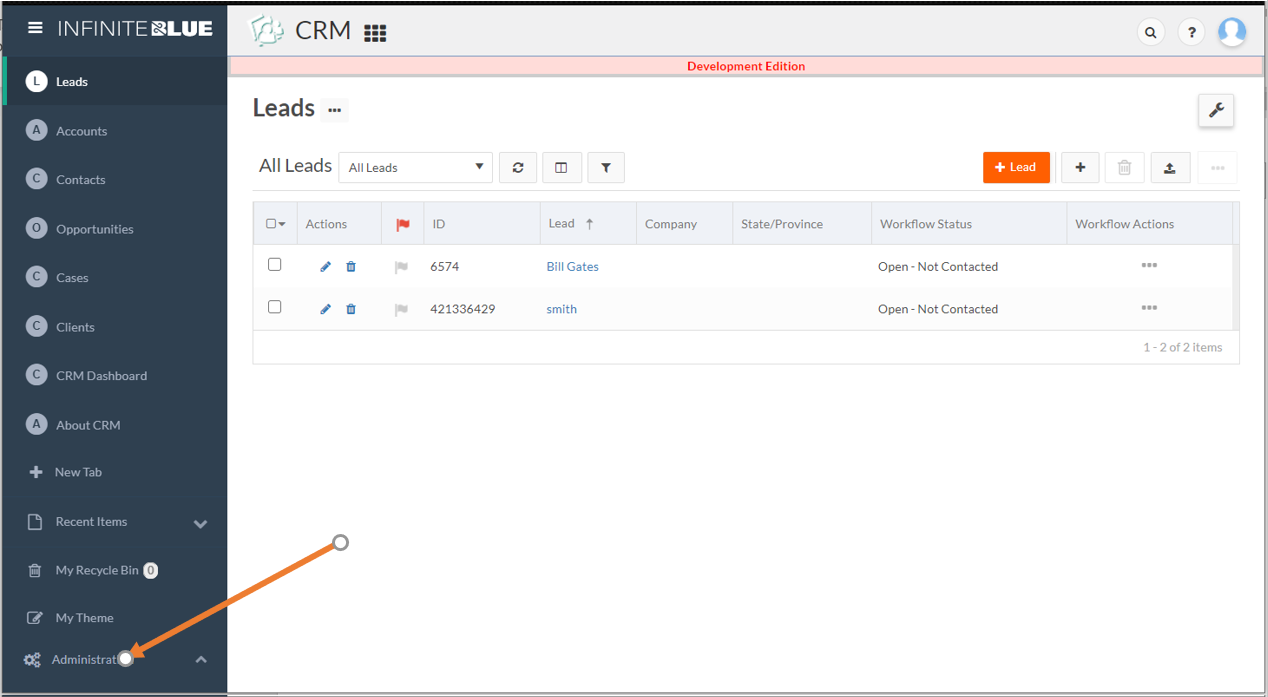 INFINITEBLUE
CRM
?
Development Edition
L Leads
A Accounts
C Contacts
O Opportunities
C Cases
C Clients
C CRM Dashboard
A About CRM
New Tab
Recent Items
My Recycle Bin 0
My Theme
Administrat
Leads ...
All Leads All Leads + Lead
Actions ID Lead ↑ Company State/Province Workflow Status Workflow Actions
6574 Bill Gates Open - Not Contacted
421336429 smith Open - Not Contacted
1 - 2 of 2 items